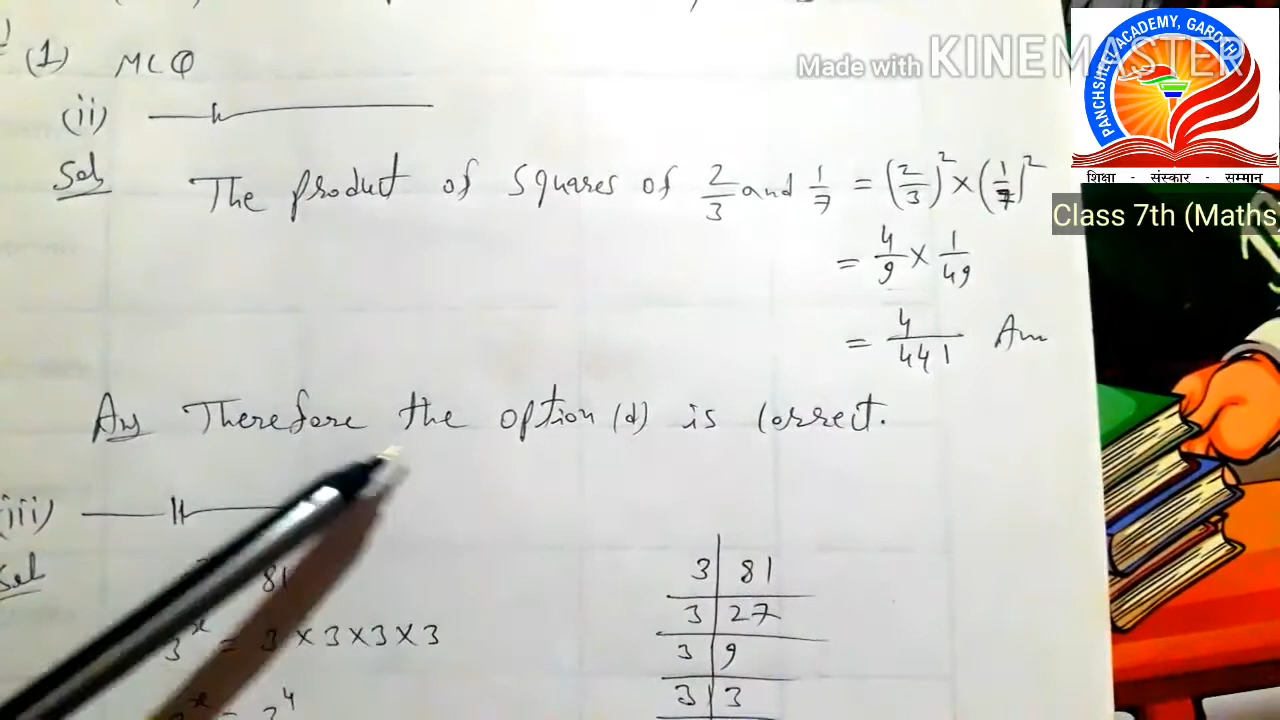 Made with KINEMASTER
PANCHSHEEL ACADEMY, GAROTH
शिक्षा - संस्कार - सम्मान
Class 7th (Maths)
(1) MCQ
(ii)
Sol
The product of squares of 2/3 and 1/7 = (2/3)² × (1/7)²
= 4/9 × 1/49
= 4/441 Ans
Ans Therefore the option (d) is correct.
(iii)
Sol
81
3ˣ = 3 × 3 × 3 × 3
3 | 81
3 | 27
3 | 9
3 | 3